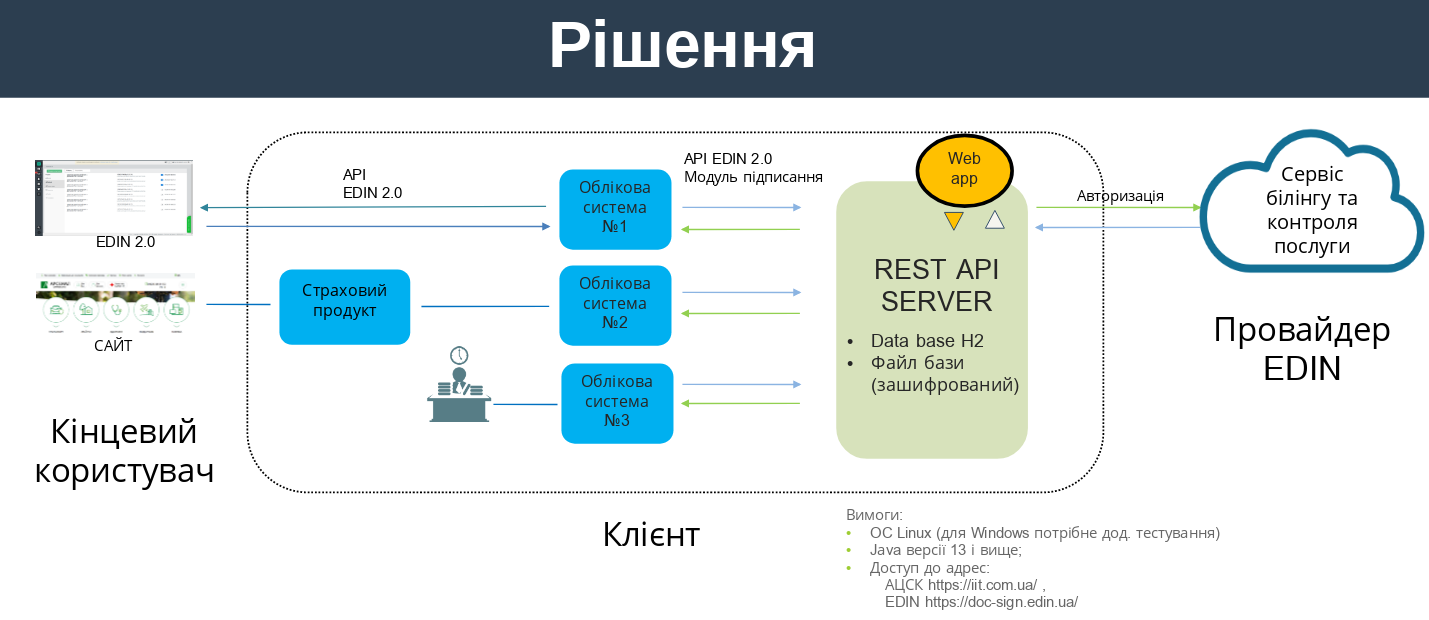 Рішення
EDIN 2.0
САЙТ
Кінцевий
користувач
API
EDIN 2.0
Страховий
продукт
Облікова
система
№1
Облікова
система
№2
Облікова
система
№3
API EDIN 2.0
Модуль підписання
Web
app
REST API
SERVER
• Data base H2
• Файл бази
(зашифрований)
Авторизація
Сервіс
білінгу та
контроля
послуги
Провайдер
EDIN
Клієнт
Вимоги:
• ОС Linux (для Windows потрібне дод. тестування)
• Java версії 13 і вище;
• Доступ до адрес:
АЦСК https://iit.com.ua/ ,
EDIN https://doc-sign.edin.ua/